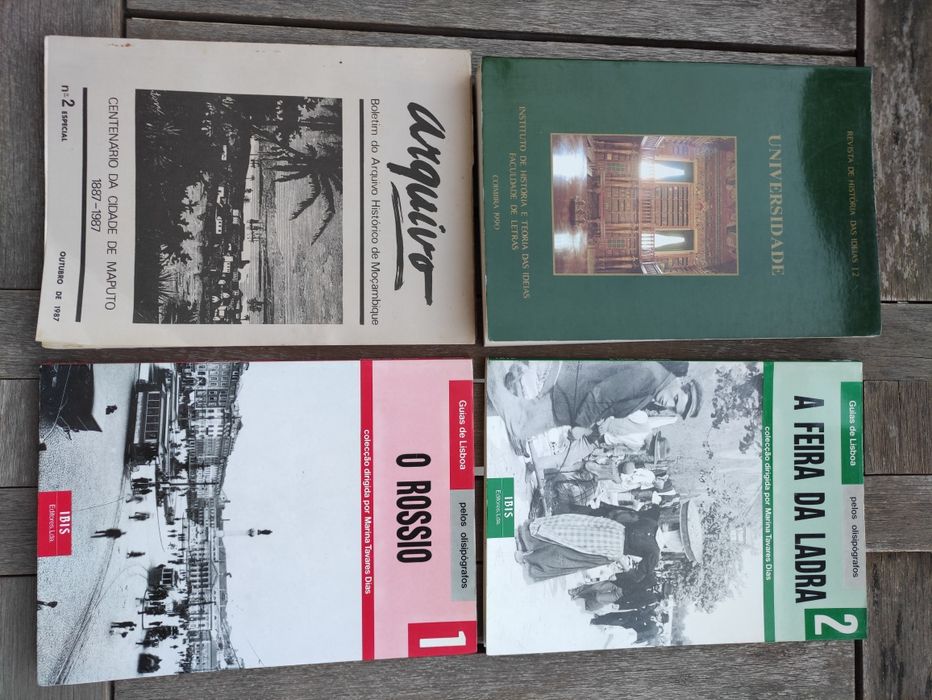 arquivo
Boletim do Arquivo Histórico de Moçambique
CENTENÁRIO DA CIDADE DE MAPUTO
1887-1987
nº 2 ESPECIAL
OUTUBRO DE 1987
REVISTA DE HISTÓRIA DAS IDEIAS 12
UNIVERSIDADE
INSTITUTO DE HISTÓRIA E TEORIA DAS IDEIAS
FACULDADE DE LETRAS
COIMBRA 1990
Guias de Lisboa
pelos olisipógrafos
O ROSSIO
1
colecção dirigida por Marina Tavares Dias
IBIS
Editores, Lda.
Guias de Lisboa
pelos olisipógrafos
A FEIRA DA LADRA
2
colecção dirigida por Marina Tavares Dias
IBIS
Editores, Lda.